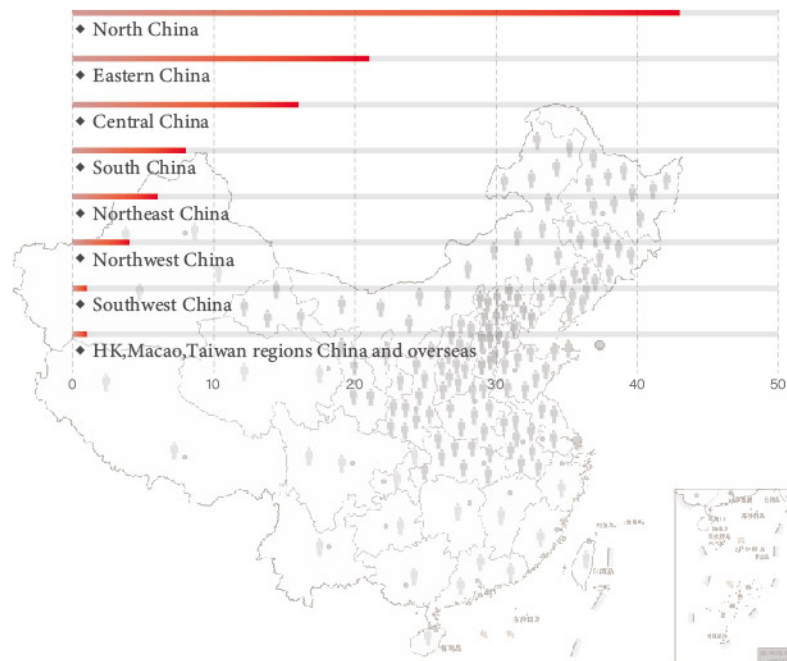 ◆ North China
◆ Eastern China
◆ Central China
◆ South China
◆ Northeast China
◆ Northwest China
◆ Southwest China
◆ HK,Macao,Taiwan regions China and overseas
0 10 20 30 40 50